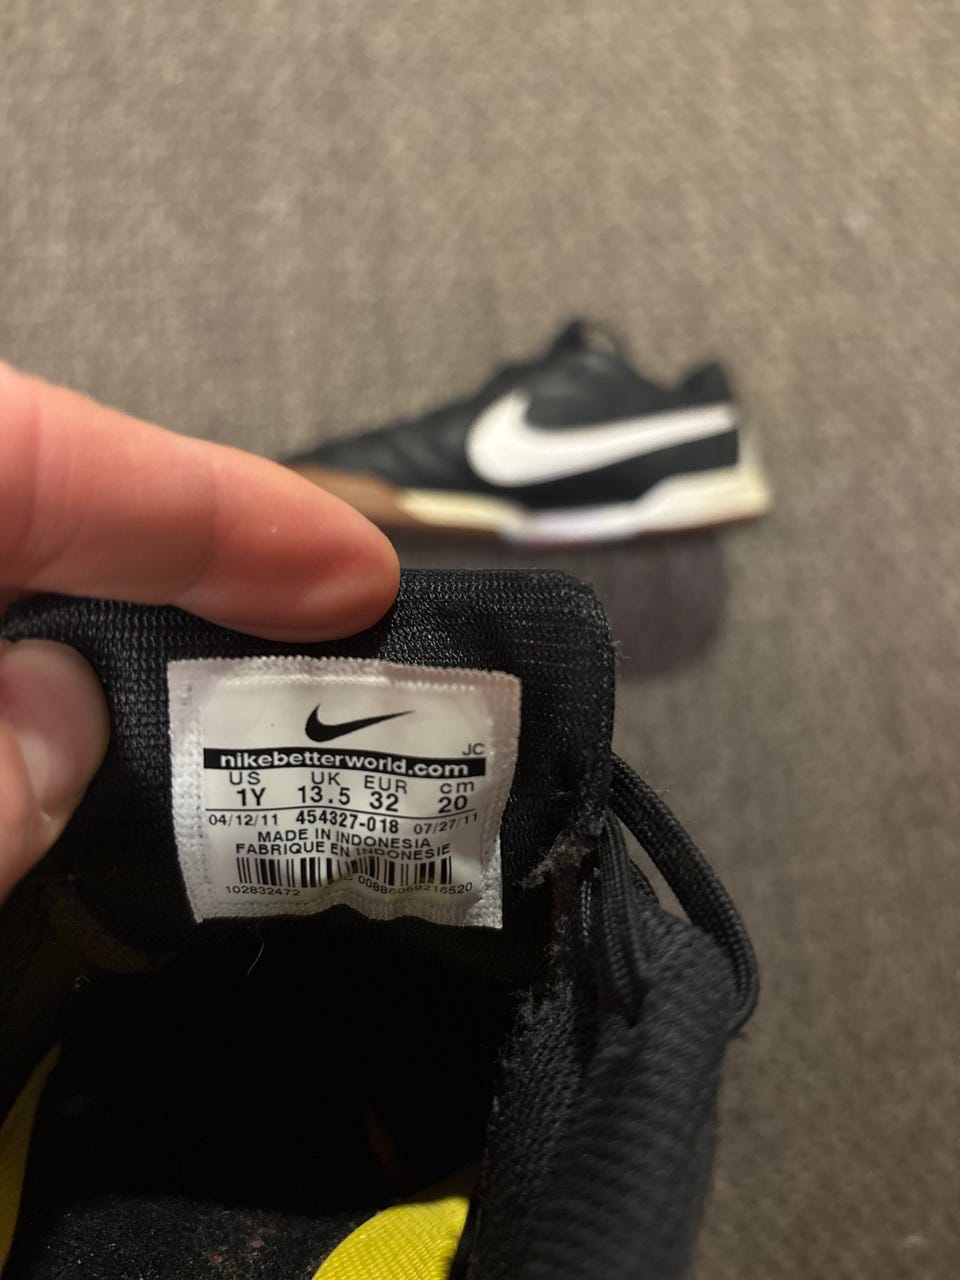 JC
nikebetterworld.com
US UK EUR cm
1Y 13.5 32 20
04/12/11 454327-018 07/27/11
MADE IN INDONESIA
FABRIQUE EN INDONESIE
102832472